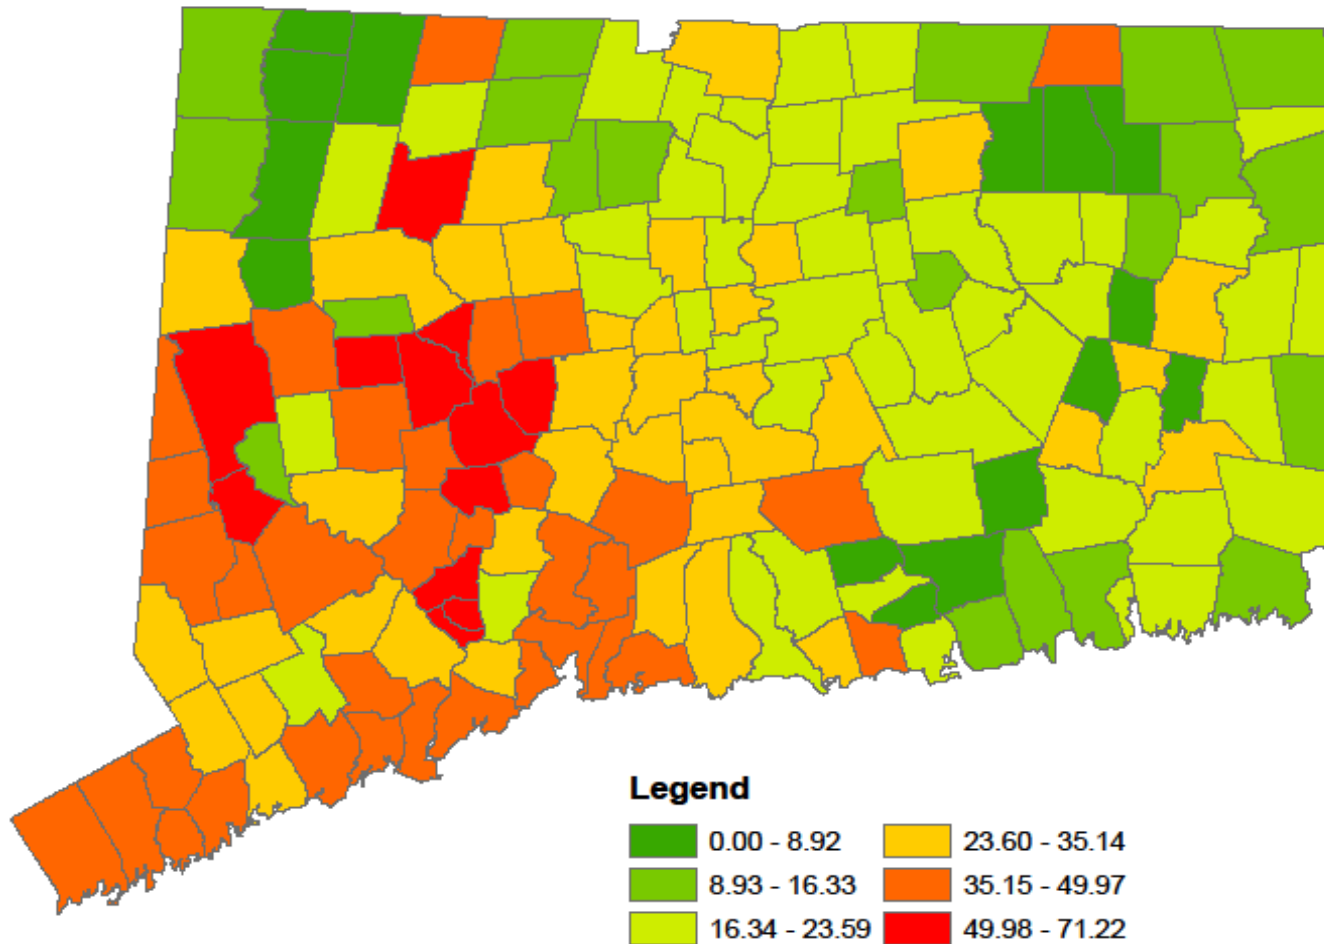 Legend
0.00 - 8.92
23.60 - 35.14
8.93 - 16.33
35.15 - 49.97
16.34 - 23.59
49.98 - 71.22